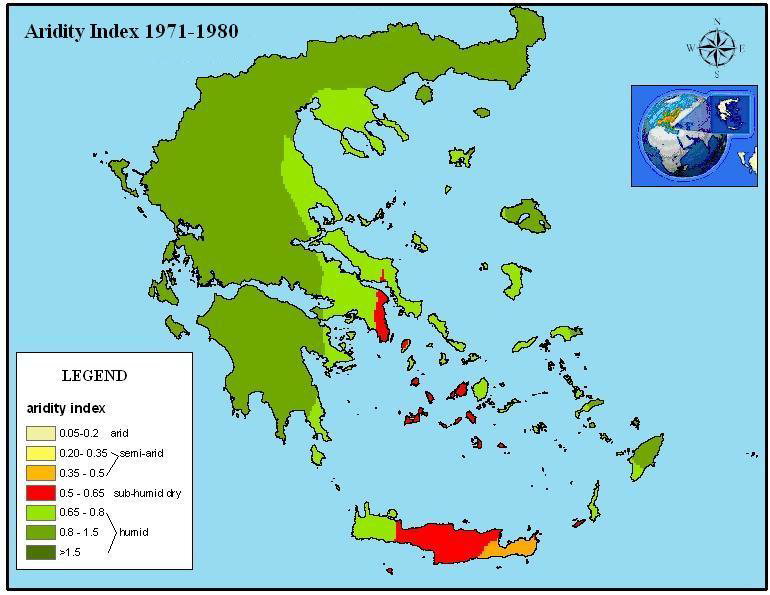 Aridity Index 1971-1980
N
W E
S
LEGEND
aridity index
0.05-0.2 arid
0.20- 0.35
semi-arid
0.35 - 0.5
0.5 - 0.65 sub-humid dry
0.65 - 0.8
0.8 - 1.5 humid
>1.5